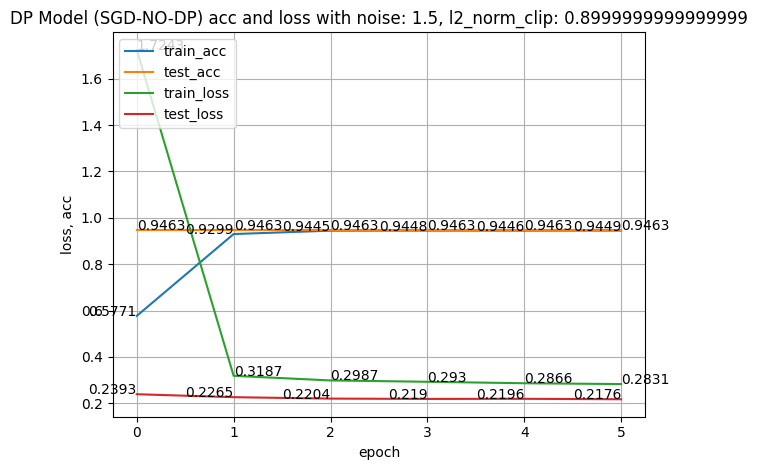 DP Model (SGD-NO-DP) acc and loss with noise: 1.5, l2_norm_clip: 0.8999999999999999
1.7243
train_acc
test_acc
train_loss
test_loss
1.6
1.4
1.2
1.0
0.8
0.6
0.4
0.2
loss, acc
0.9463 0.9299 0.9463 0.9445 0.9463 0.9448 0.9463 0.9446 0.9463 0.9449 0.9463
0.5771
0.3187 0.2987 0.293 0.2866 0.2831
0.2393 0.2265 0.2204 0.219 0.2196 0.2176
0 1 2 3 4 5
epoch